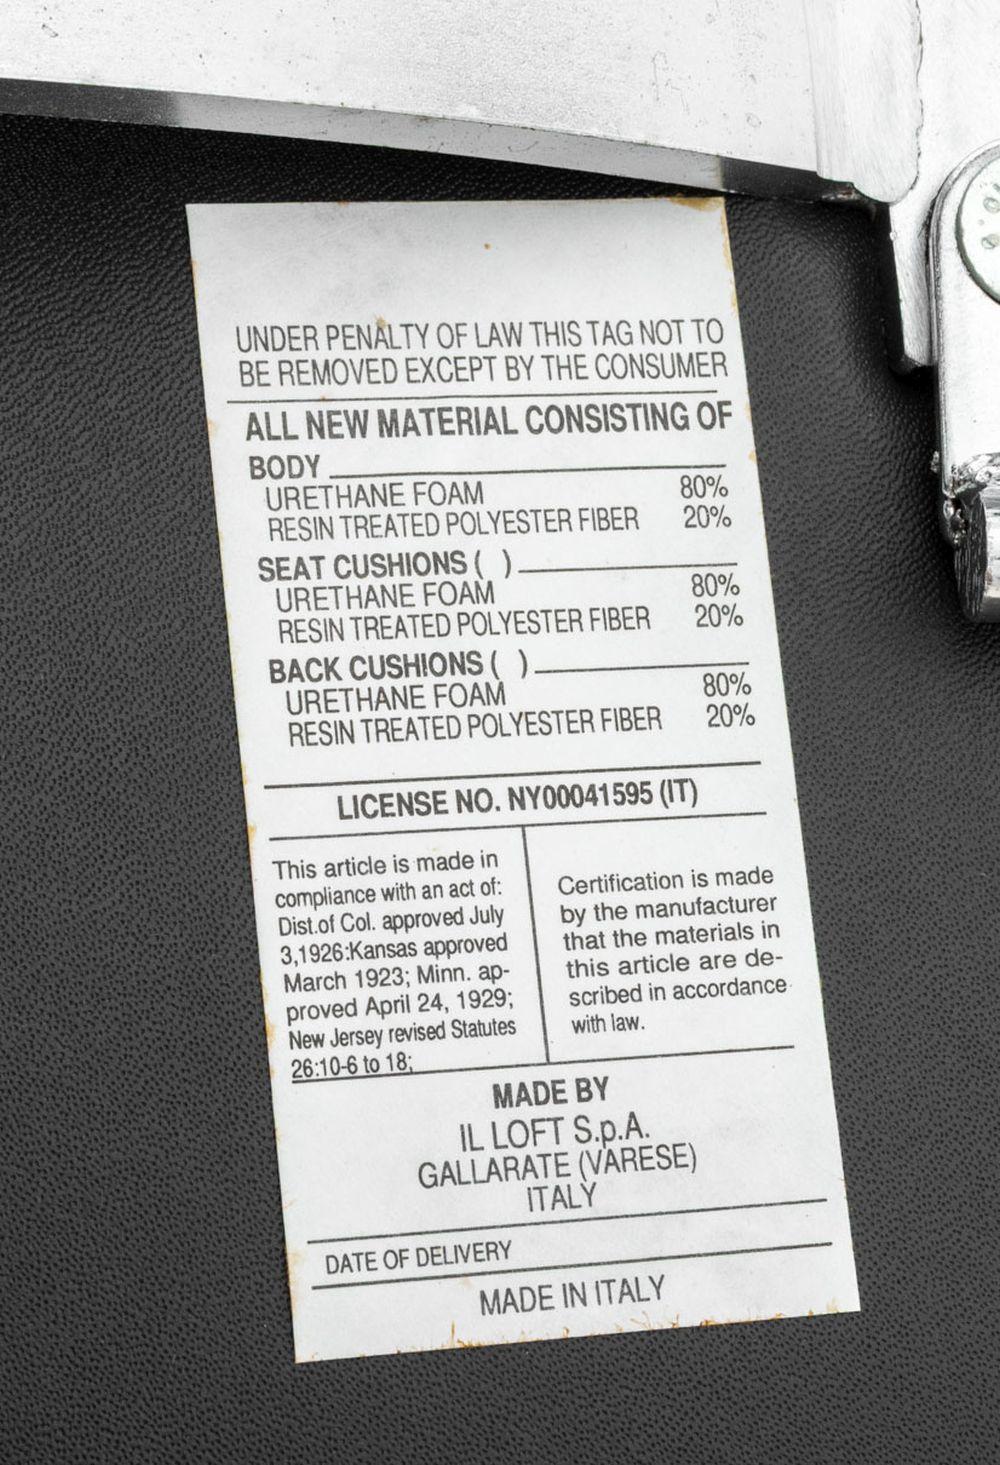 UNDER PENALTY OF LAW THIS TAG NOT TO
BE REMOVED EXCEPT BY THE CONSUMER
ALL NEW MATERIAL CONSISTING OF
BODY
URETHANE FOAM 80%
RESIN TREATED POLYESTER FIBER 20%
SEAT CUSHIONS ( )
URETHANE FOAM 80%
RESIN TREATED POLYESTER FIBER 20%
BACK CUSHIONS ( )
URETHANE FOAM 80%
RESIN TREATED POLYESTER FIBER 20%
LICENSE NO. NY00041595 (IT)
This article is made in
compliance with an act of:
Dist.of Col. approved July
3,1926:Kansas approved
March 1923; Minn. ap-
proved April 24, 1929;
New Jersey revised Statutes
26:10-6 to 18;
Certification is made
by the manufacturer
that the materials in
this article are de-
scribed in accordance
with law.
MADE BY
IL LOFT S.p.A.
GALLARATE (VARESE)
ITALY
DATE OF DELIVERY
MADE IN ITALY